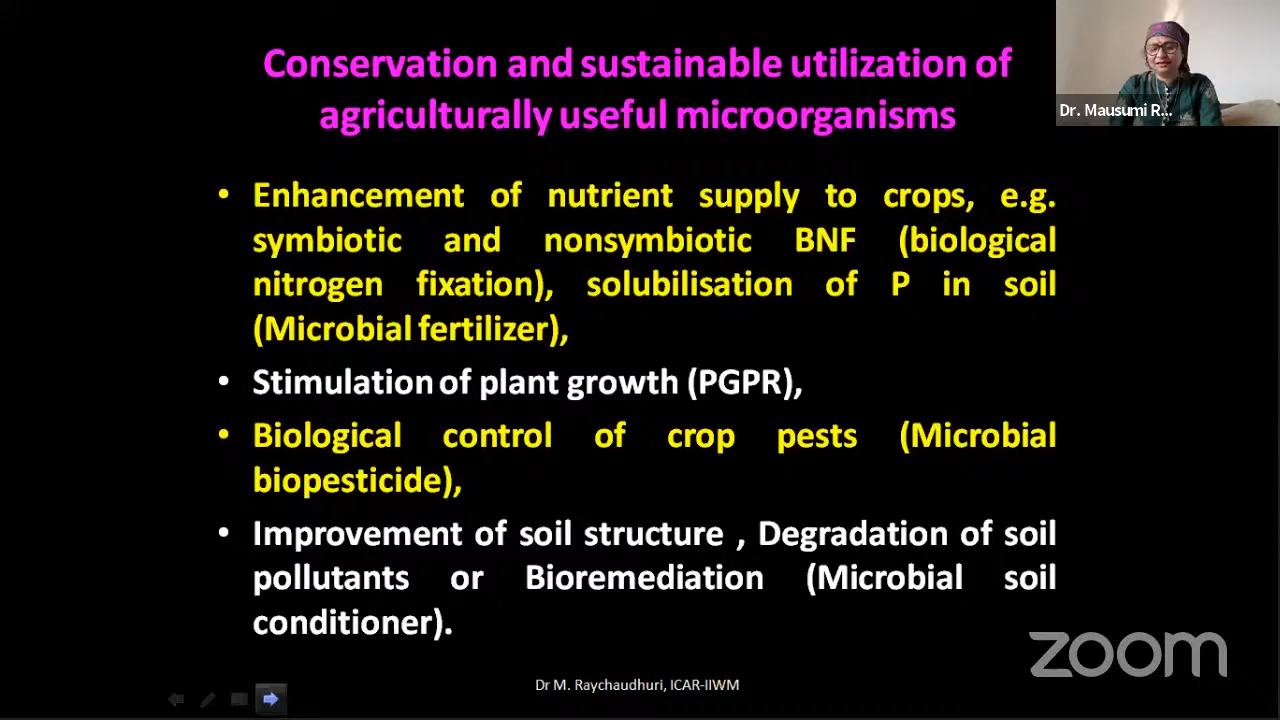 Conservation and sustainable utilization of
agriculturally useful microorganisms
Dr. Mausumi R...
• Enhancement of nutrient supply to crops, e.g.
symbiotic and nonsymbiotic BNF (biological
nitrogen fixation), solubilisation of P in soil
(Microbial fertilizer),
• Stimulation of plant growth (PGPR),
• Biological control of crop pests (Microbial
biopesticide),
• Improvement of soil structure , Degradation of soil
pollutants or Bioremediation (Microbial soil
conditioner).
zoom
Dr M. Raychaudhuri, ICAR-IIWM